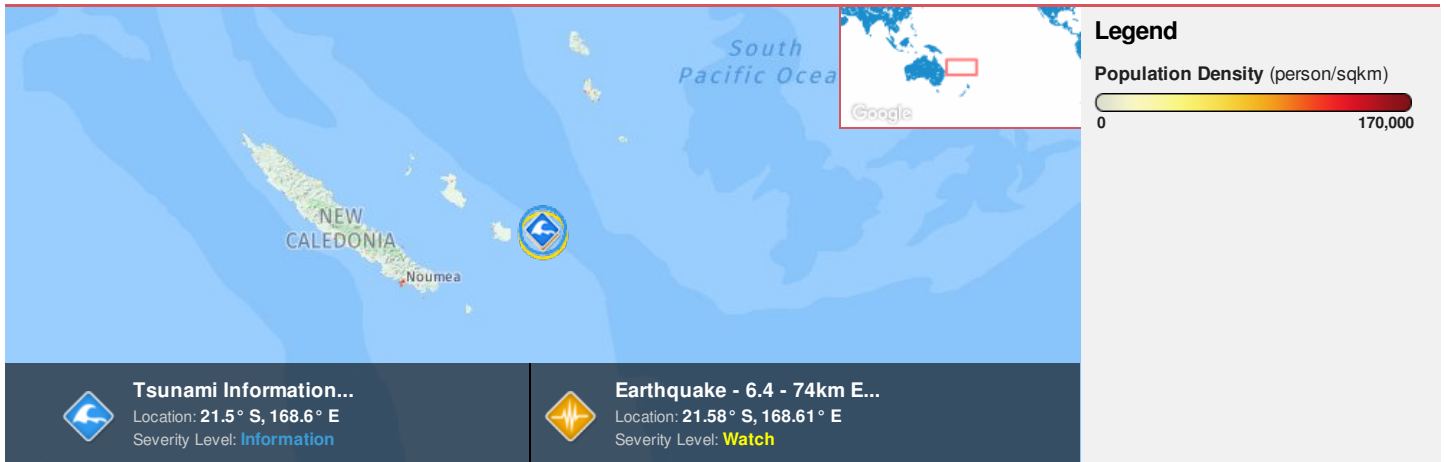 South
Pacific Ocea
Google
NEW
CALEDONIA
Noumea
Legend
Population Density (person/sqkm)
0 170,000
Tsunami Information...
Location: 21.5° S, 168.6° E
Severity Level: Information
Earthquake - 6.4 - 74km E...
Location: 21.58° S, 168.61° E
Severity Level: Watch